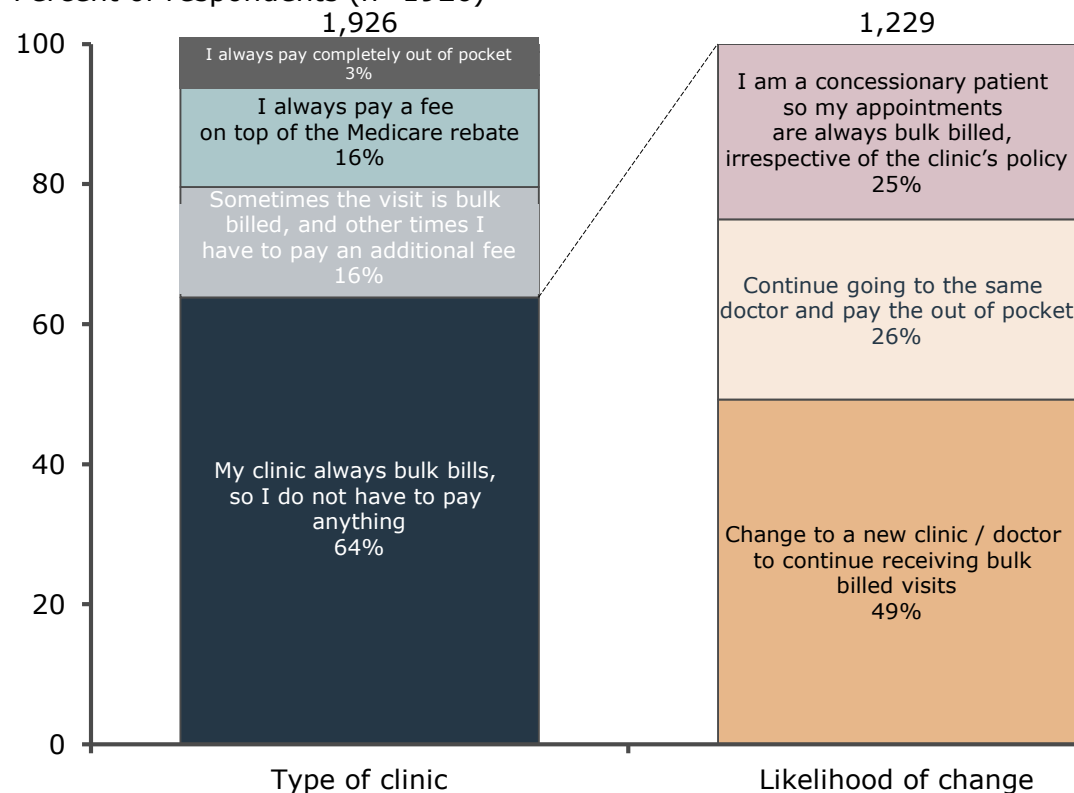 Percent of respondents (n=1926)
1,926
1,229
100
80
60
40
20
0
I always pay completely out of pocket
3%
I always pay a fee
on top of the Medicare rebate
16%
Sometimes the visit is bulk
billed, and other times I
have to pay an additional fee
16%
My clinic always bulk bills,
so I do not have to pay
anything
64%
I am a concessionary patient
so my appointments
are always bulk billed,
irrespective of the clinic’s policy
25%
Continue going to the same
doctor and pay the out of pocket
26%
Change to a new clinic / doctor
to continue receiving bulk
billed visits
49%
Type of clinic
Likelihood of change